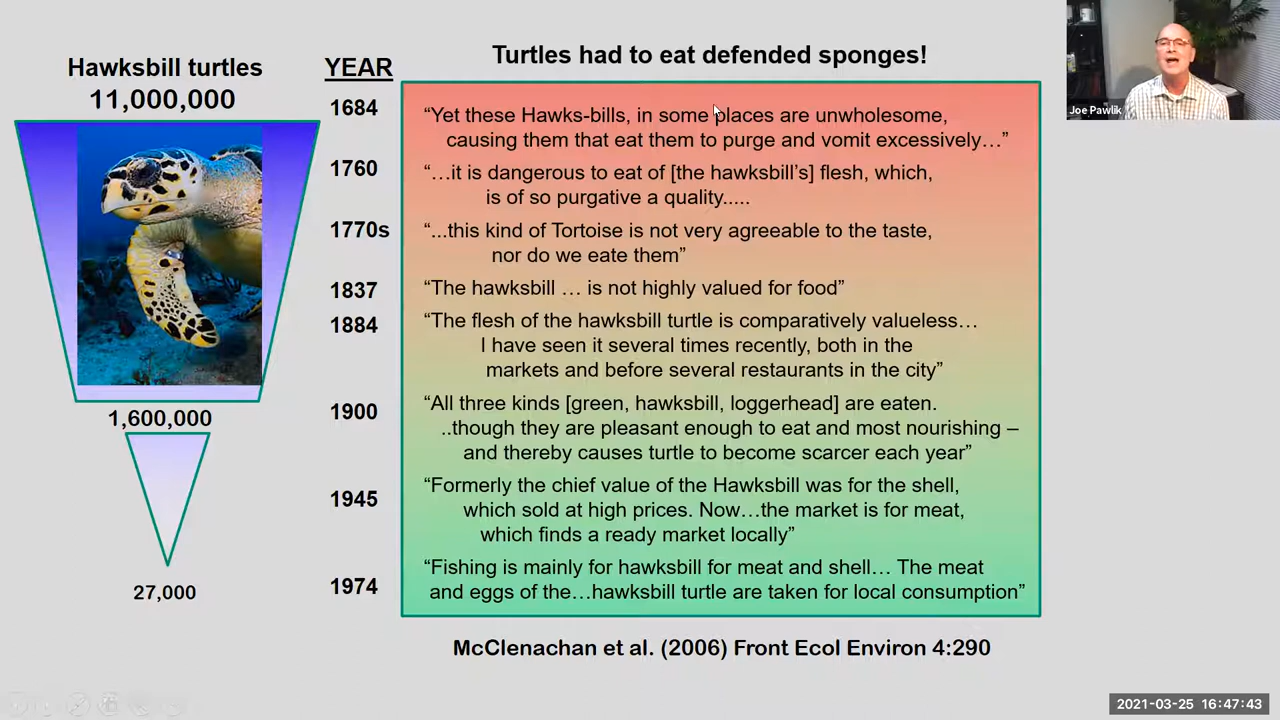 Hawksbill turtles
11,000,000
1,600,000
27,000
YEAR
Turtles had to eat defended sponges!
1684
“Yet these Hawks-bills, in some places are unwholesome,
causing them that eat them to purge and vomit excessively…”
1760
“…it is dangerous to eat of [the hawksbill’s] flesh, which,
is of so purgative a quality.....
1770s
“...this kind of Tortoise is not very agreeable to the taste,
nor do we eate them”
1837
“The hawksbill … is not highly valued for food”
1884
“The flesh of the hawksbill turtle is comparatively valueless…
I have seen it several times recently, both in the
markets and before several restaurants in the city”
1900
“All three kinds [green, hawksbill, loggerhead] are eaten.
..though they are pleasant enough to eat and most nourishing –
and thereby causes turtle to become scarcer each year”
1945
“Formerly the chief value of the Hawksbill was for the shell,
which sold at high prices. Now…the market is for meat,
which finds a ready market locally”
1974
“Fishing is mainly for hawksbill for meat and shell… The meat
and eggs of the…hawksbill turtle are taken for local consumption”
McClenachan et al. (2006) Front Ecol Environ 4:290
Joe Pawlik
2021-03-25 16:47:43